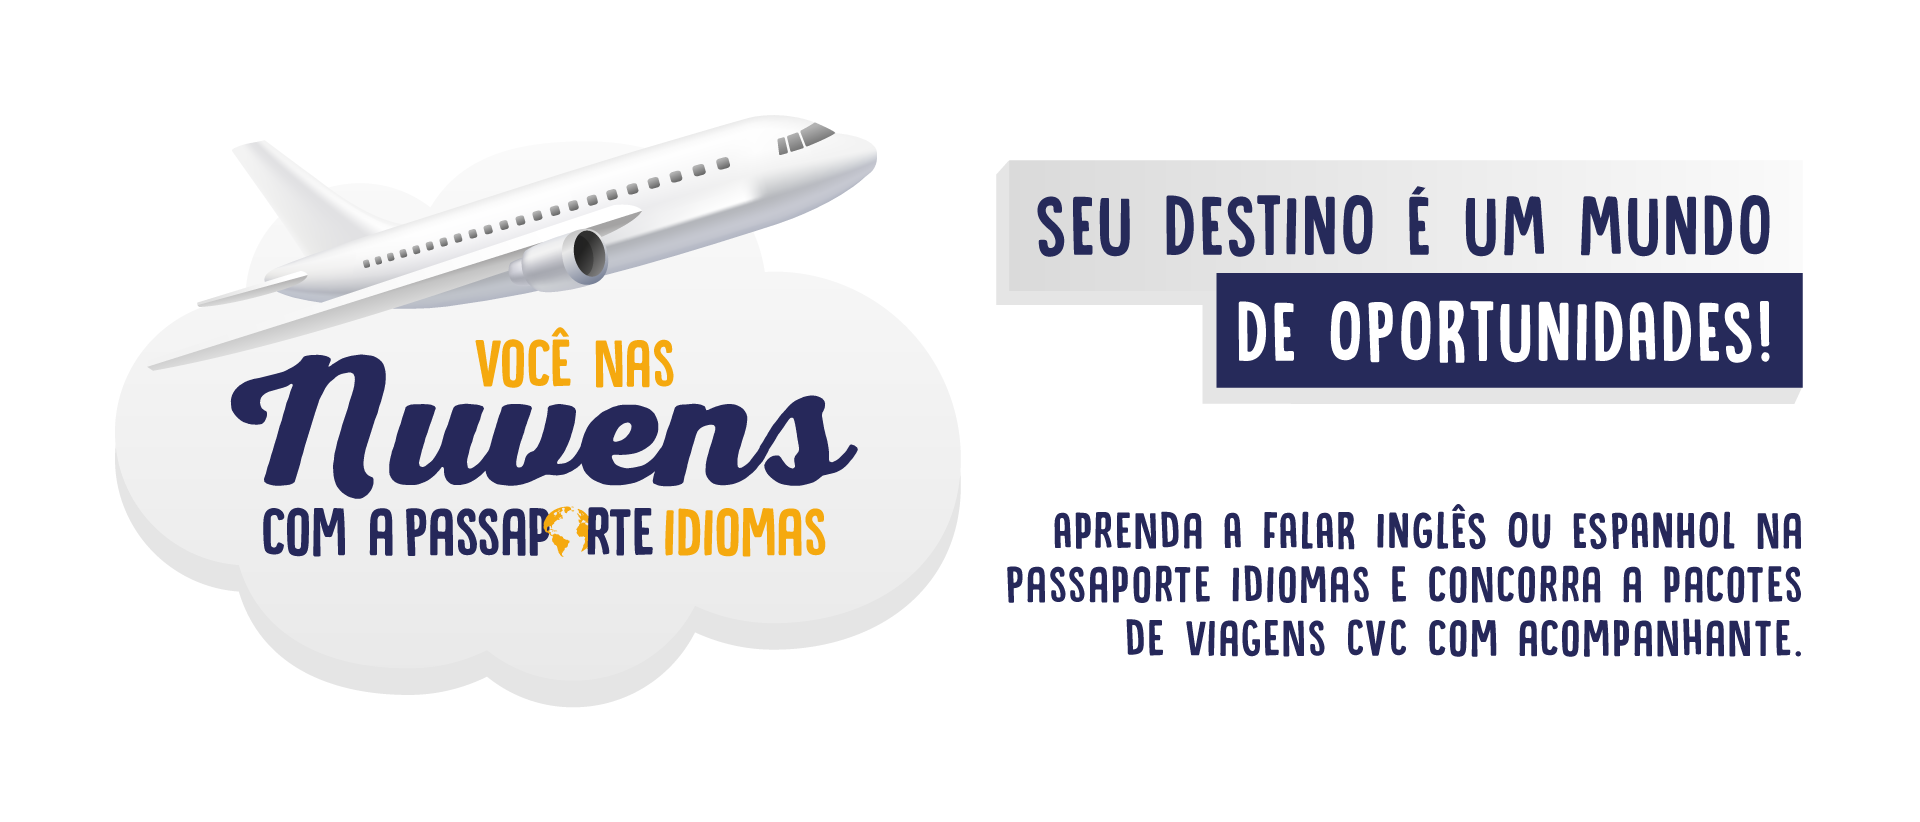 VOCÊ NAS
Nuvens
COM A PASSAPORTE IDIOMAS
SEU DESTINO É UM MUNDO
DE OPORTUNIDADES!
APRENDA A FALAR INGLÊS OU ESPANHOL NA
PASSAPORTE IDIOMAS E CONCORRA A PACOTES
DE VIAGENS CVC COM ACOMPANHANTE.